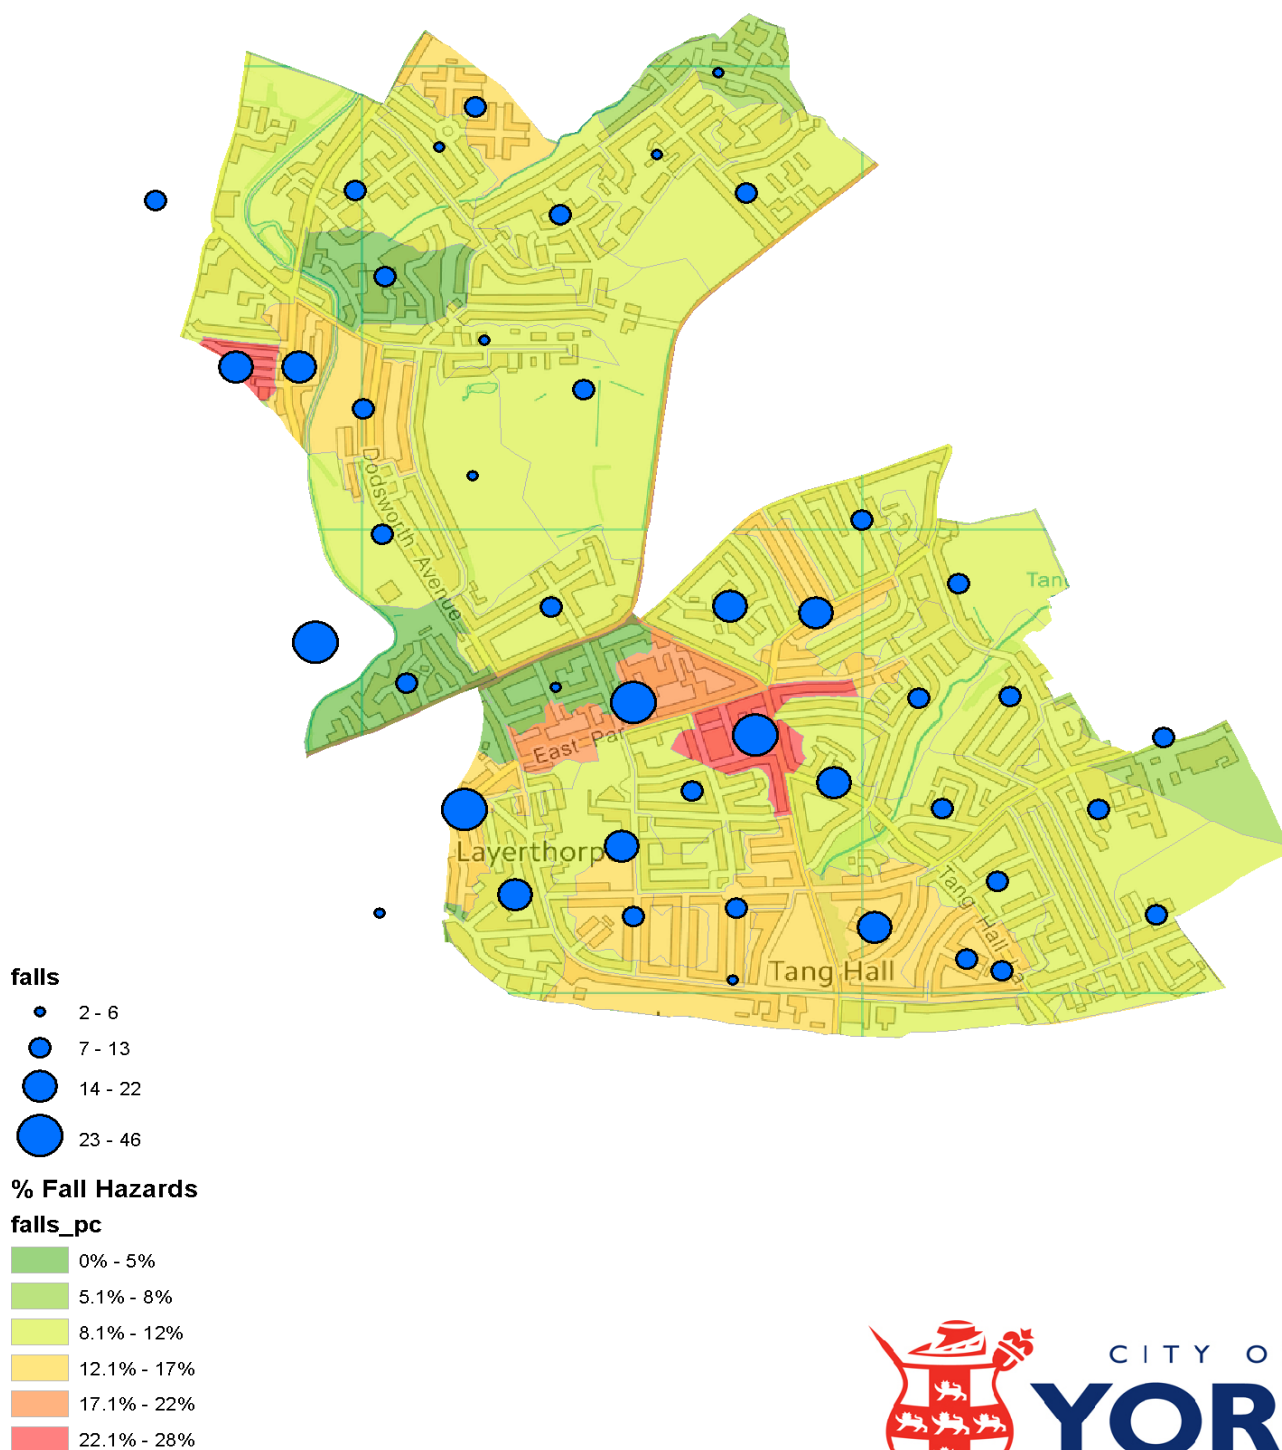 Dodsworth Avenue
Tang
East Par
Layerthorp
Tang Hall La
Tang Hall
falls
2 - 6
7 - 13
14 - 22
23 - 46
% Fall Hazards
falls_pc
0% - 5%
5.1% - 8%
8.1% - 12%
12.1% - 17%
17.1% - 22%
22.1% - 28%
CITY O
YOR